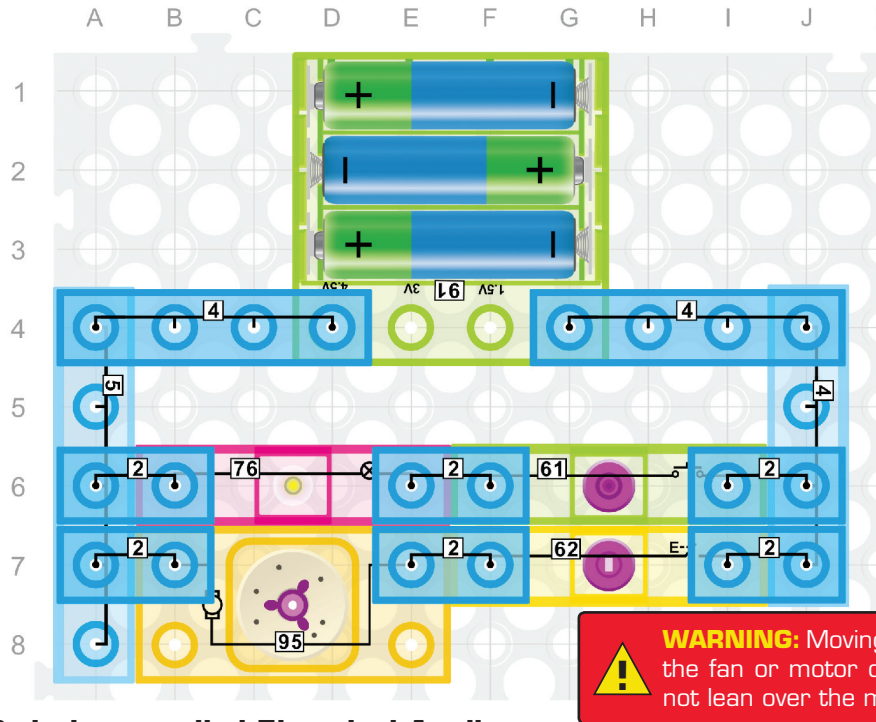 A B C D E F G H I J
1
+ –
2
– +
3
+ –
4.5V 3V 91 1.5V
4
4 4
5
5 4
6
2 76 2 61 2
7
2 2 62 E-- 2
8
95
WARNING: Moving
the fan or motor
not lean over the